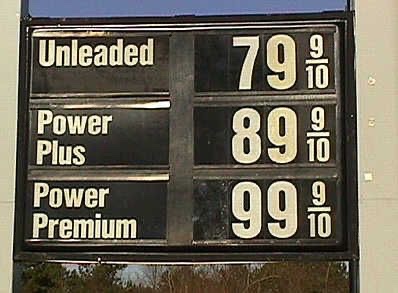 Unleaded 79 9/10
Power Plus 89 9/10
Power Premium 99 9/10